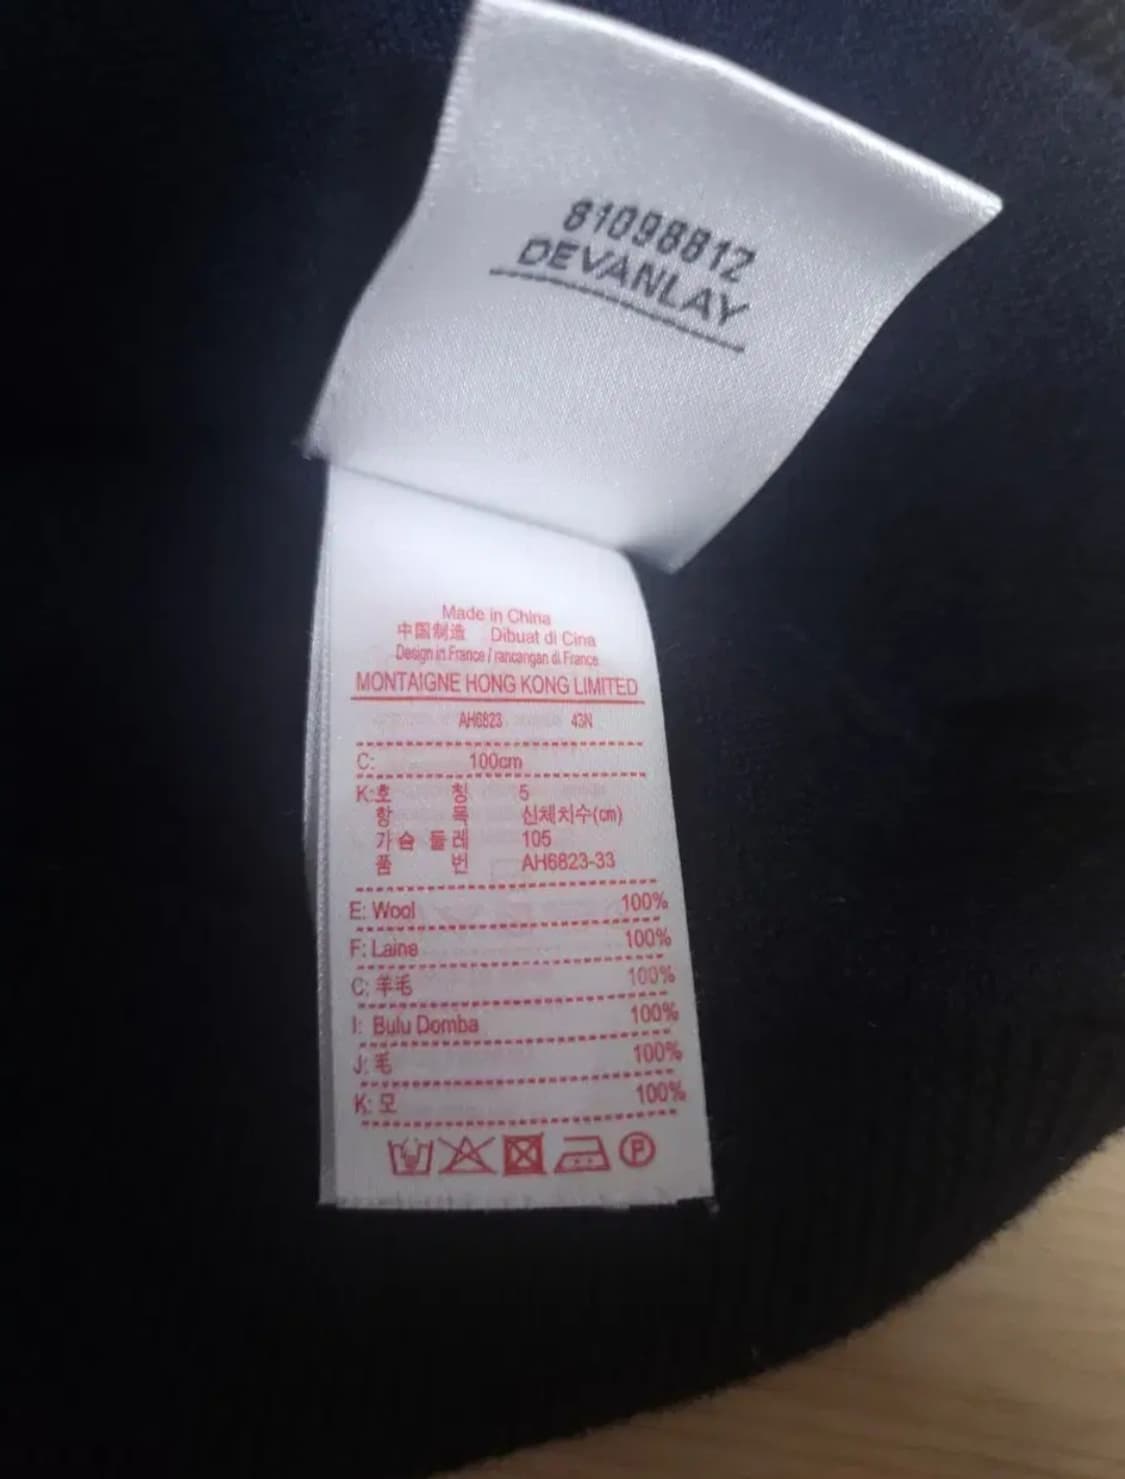 81098812
DEVANLAY
Made in China
中国制造 Dibuat di Cina
Design in France / rancangan di France
MONTAIGNE HONG KONG LIMITED
AH6823 43N
C: 100cm
K:호 칭 5
항 목 신체치수(cm)
가슴 둘레 105
품 번 AH6823-33
E: Wool 100%
F: Laine 100%
C: 羊毛 100%
I: Bulu Domba 100%
J: 毛 100%
K: 모 100%
P